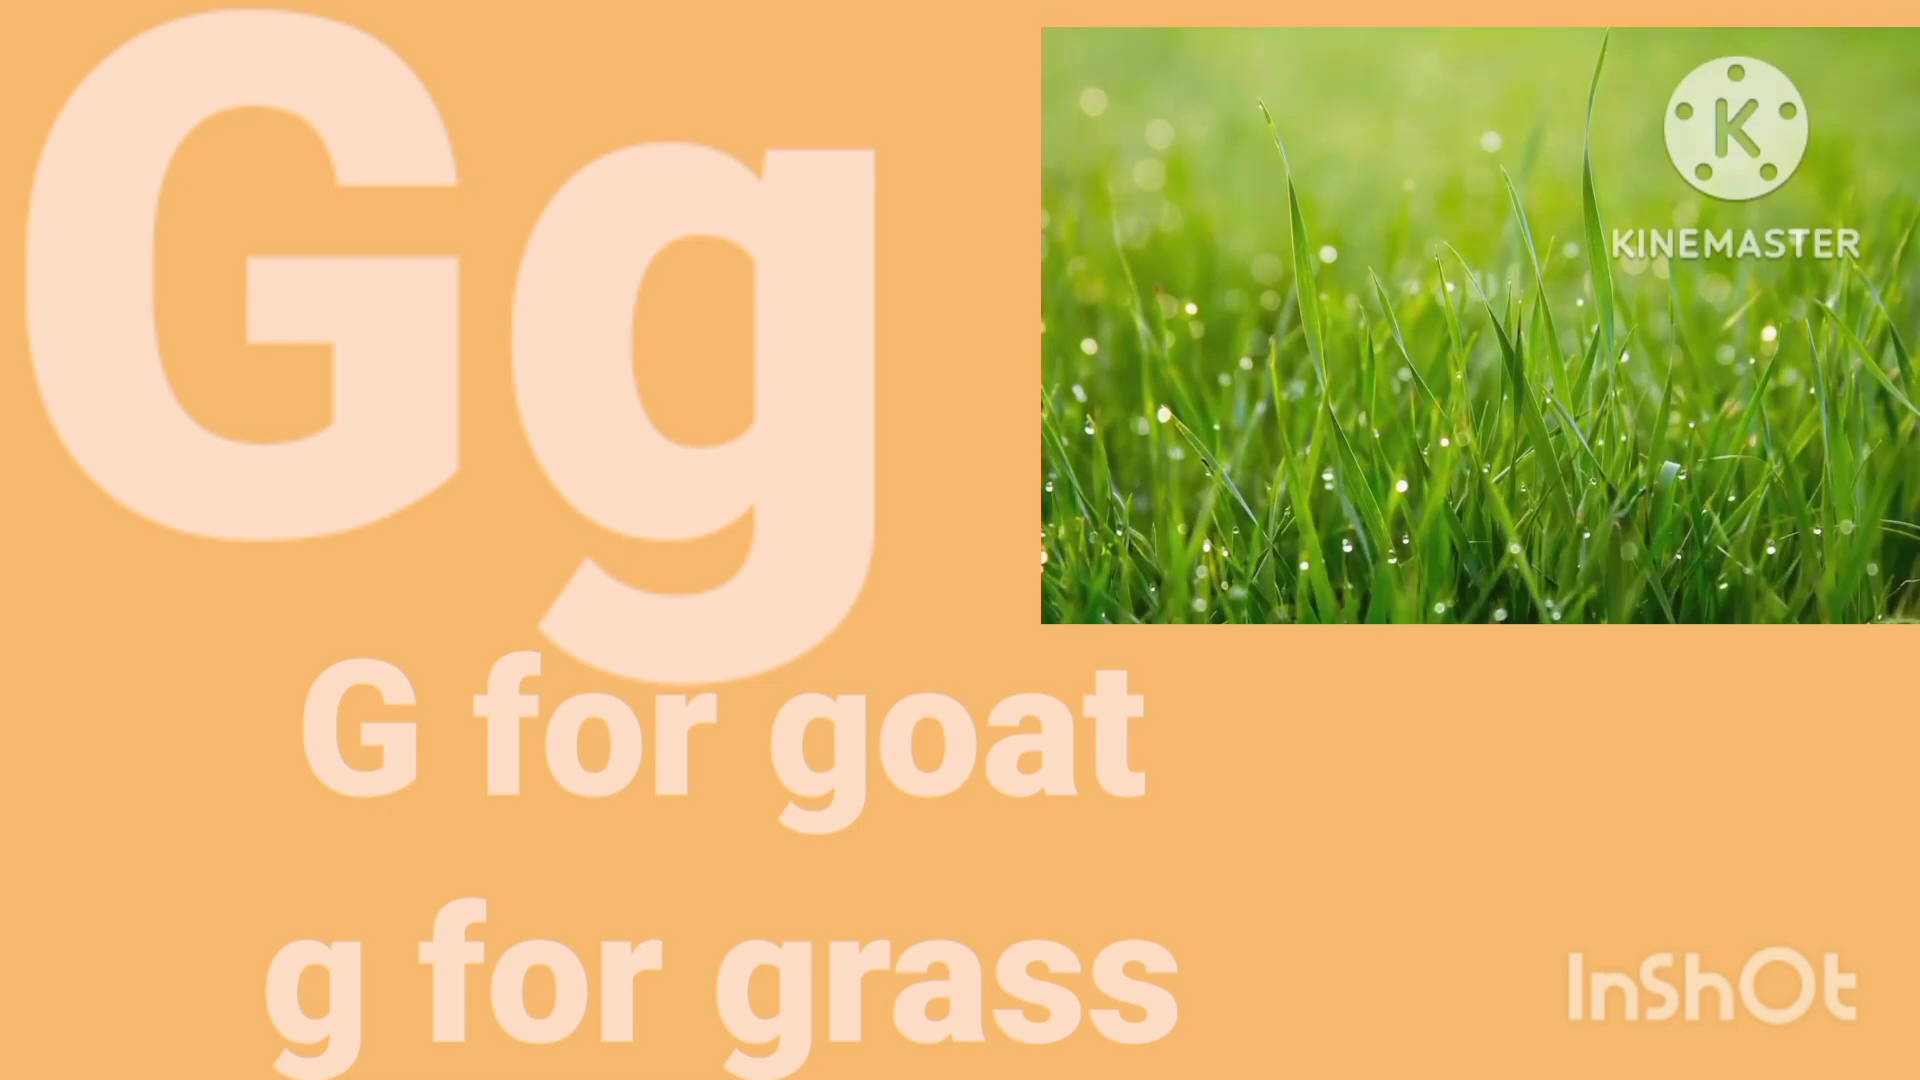 Gg
K
KINEMASTER
G for goat
g for grass
InShOt